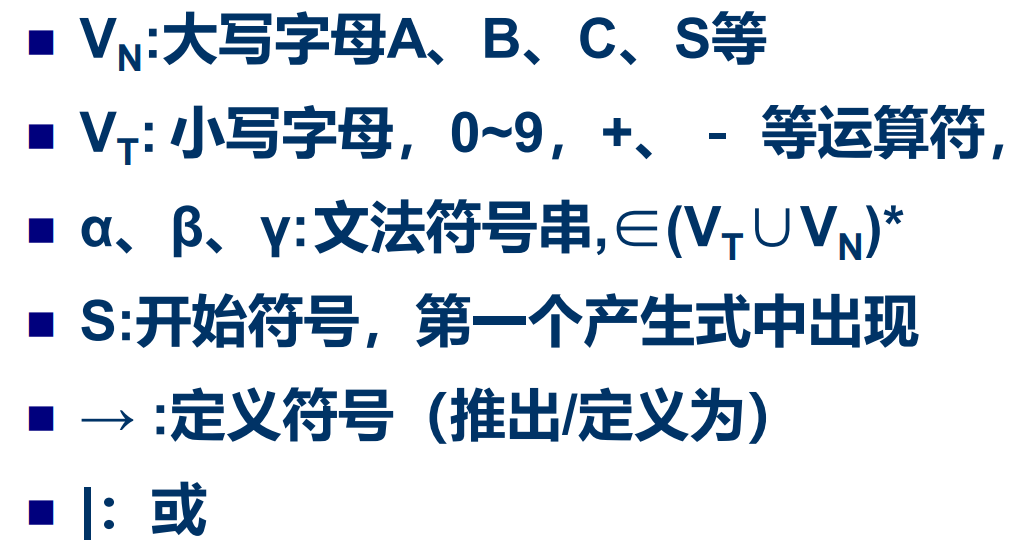 ■ V_N:大写字母A、B、C、S等
■ V_T: 小写字母，0~9，+、 - 等运算符，
■ α、β、γ:文法符号串,∈(V_T∪V_N)*
■ S:开始符号，第一个产生式中出现
■ → :定义符号（推出/定义为）
■ |：或